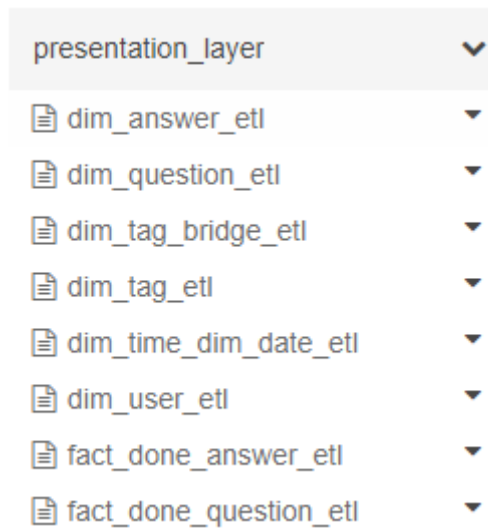 presentation_layer
dim_answer_etl
dim_question_etl
dim_tag_bridge_etl
dim_tag_etl
dim_time_dim_date_etl
dim_user_etl
fact_done_answer_etl
fact_done_question_etl